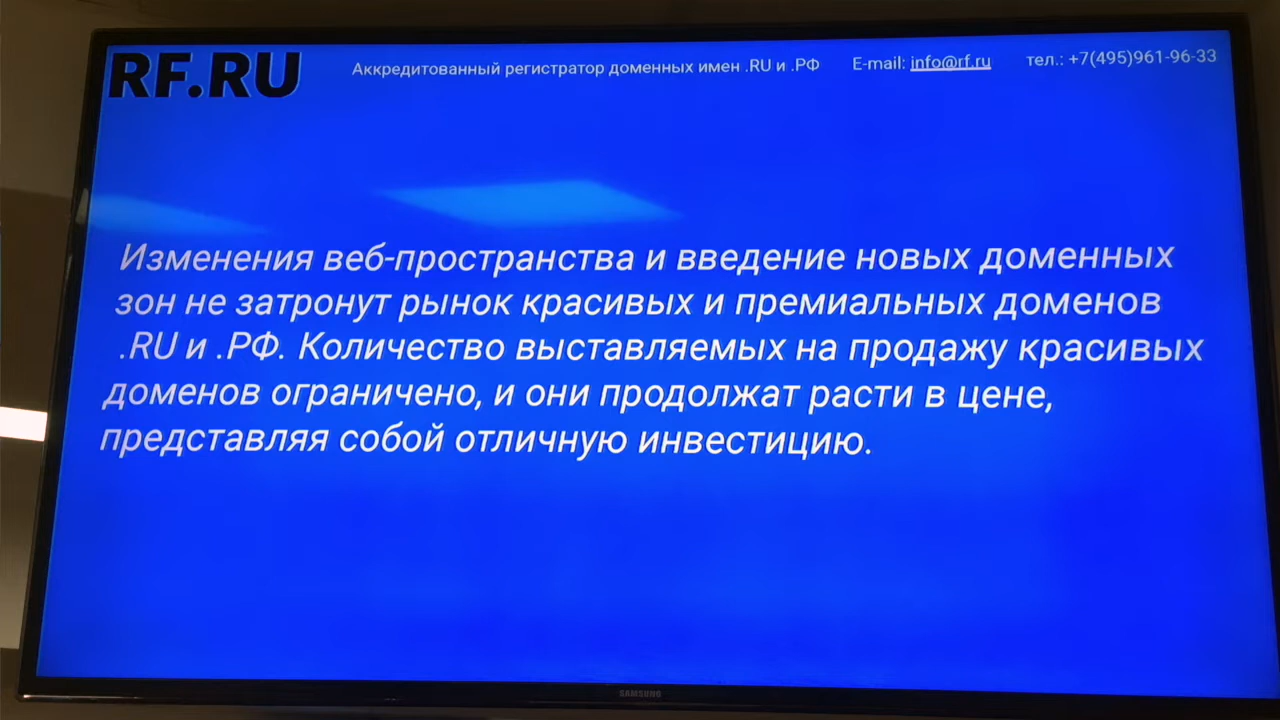 RF.RU
Аккредитованный регистратор доменных имен .RU и .РФ
E-mail: info@rf.ru
тел.: +7(495)961-96-33
Изменения веб-пространства и введение новых доменных
зон не затронут рынок красивых и премиальных доменов
.RU и .РФ. Количество выставляемых на продажу красивых
доменов ограничено, и они продолжат расти в цене,
представляя собой отличную инвестицию.
SAMSUNG